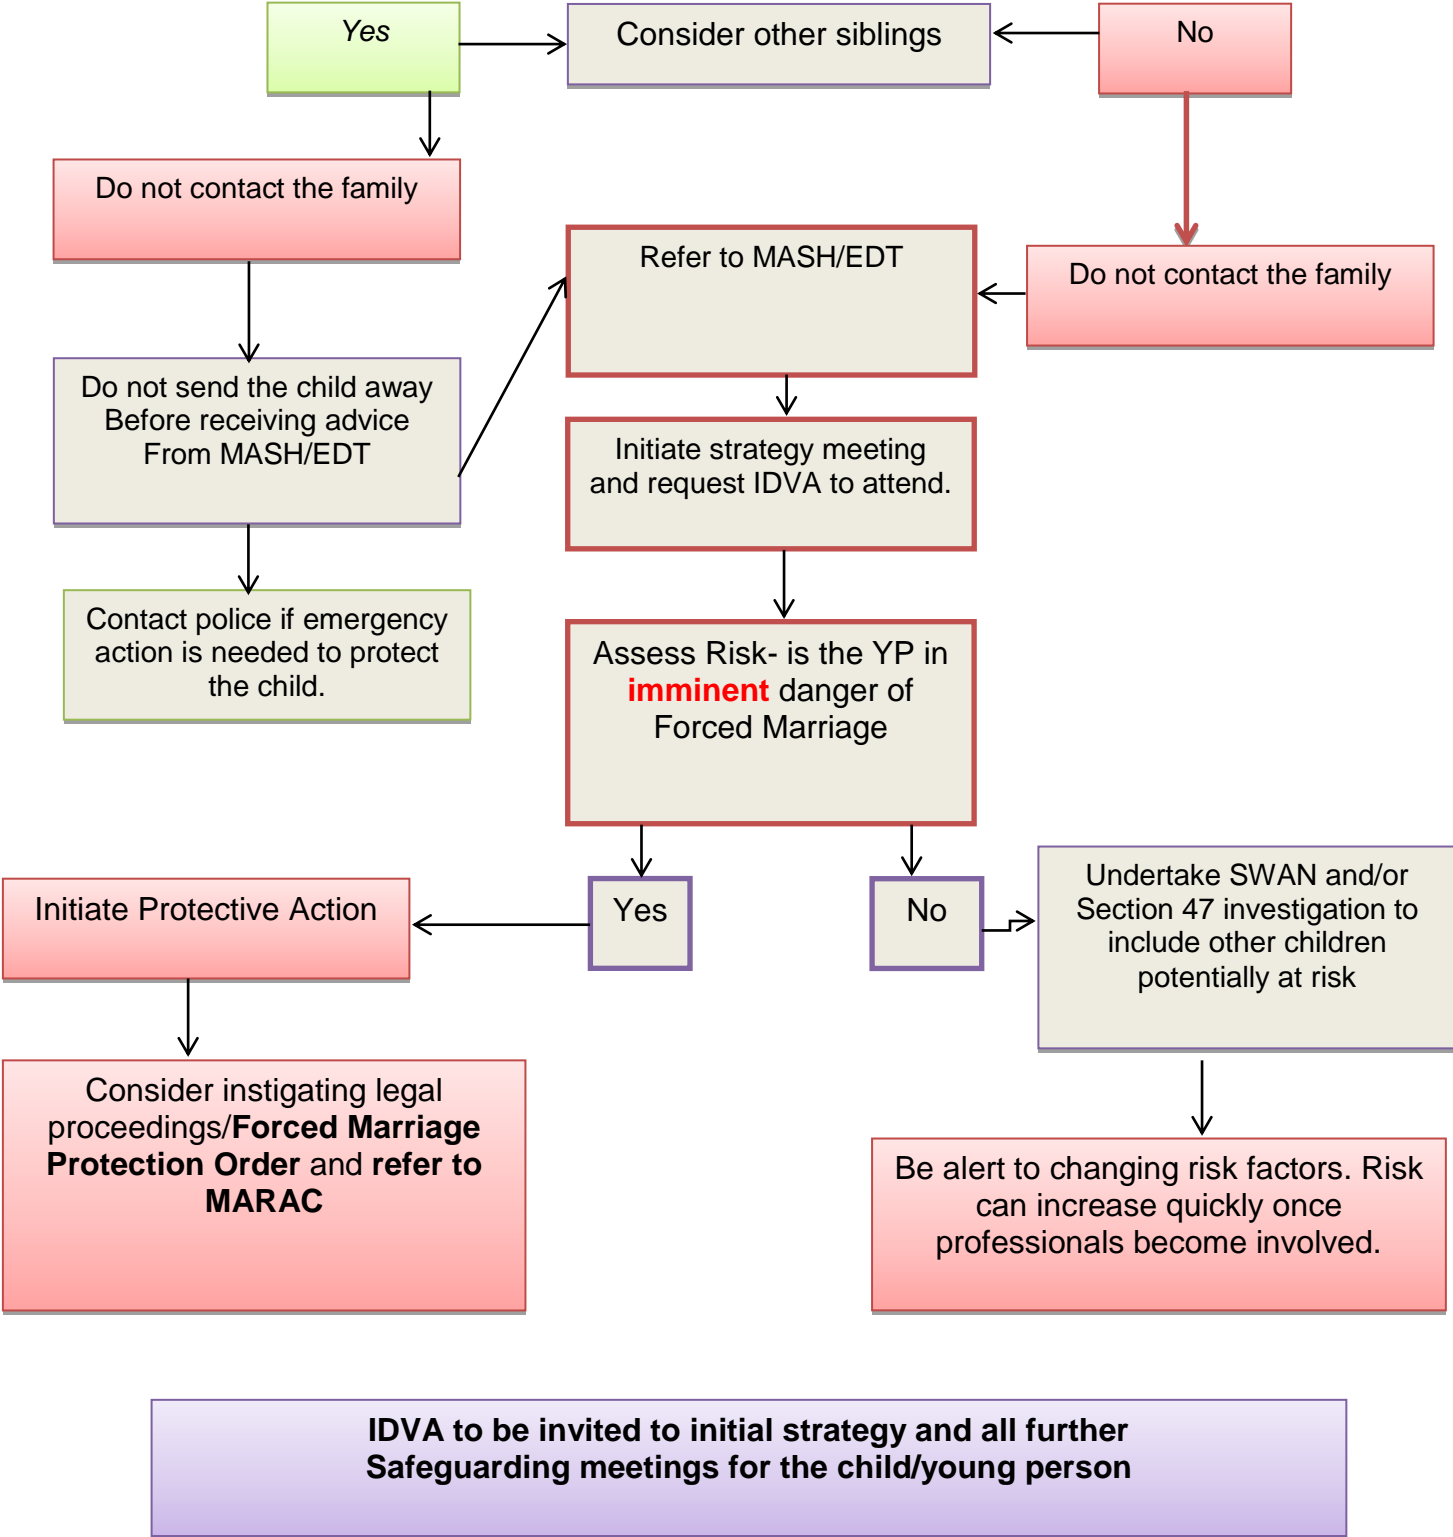 Yes
Consider other siblings
No
Do not contact the family
Refer to MASH/EDT
Do not contact the family
Do not send the child away
Before receiving advice
From MASH/EDT
Initiate strategy meeting
and request IDVA to attend.
Contact police if emergency
action is needed to protect
the child.
Assess Risk- is the YP in
imminent danger of
Forced Marriage
Yes
No
Initiate Protective Action
Undertake SWAN and/or
Section 47 investigation to
include other children
potentially at risk
Consider instigating legal
proceedings/Forced Marriage
Protection Order and refer to
MARAC
Be alert to changing risk factors. Risk
can increase quickly once
professionals become involved.
IDVA to be invited to initial strategy and all further
Safeguarding meetings for the child/young person